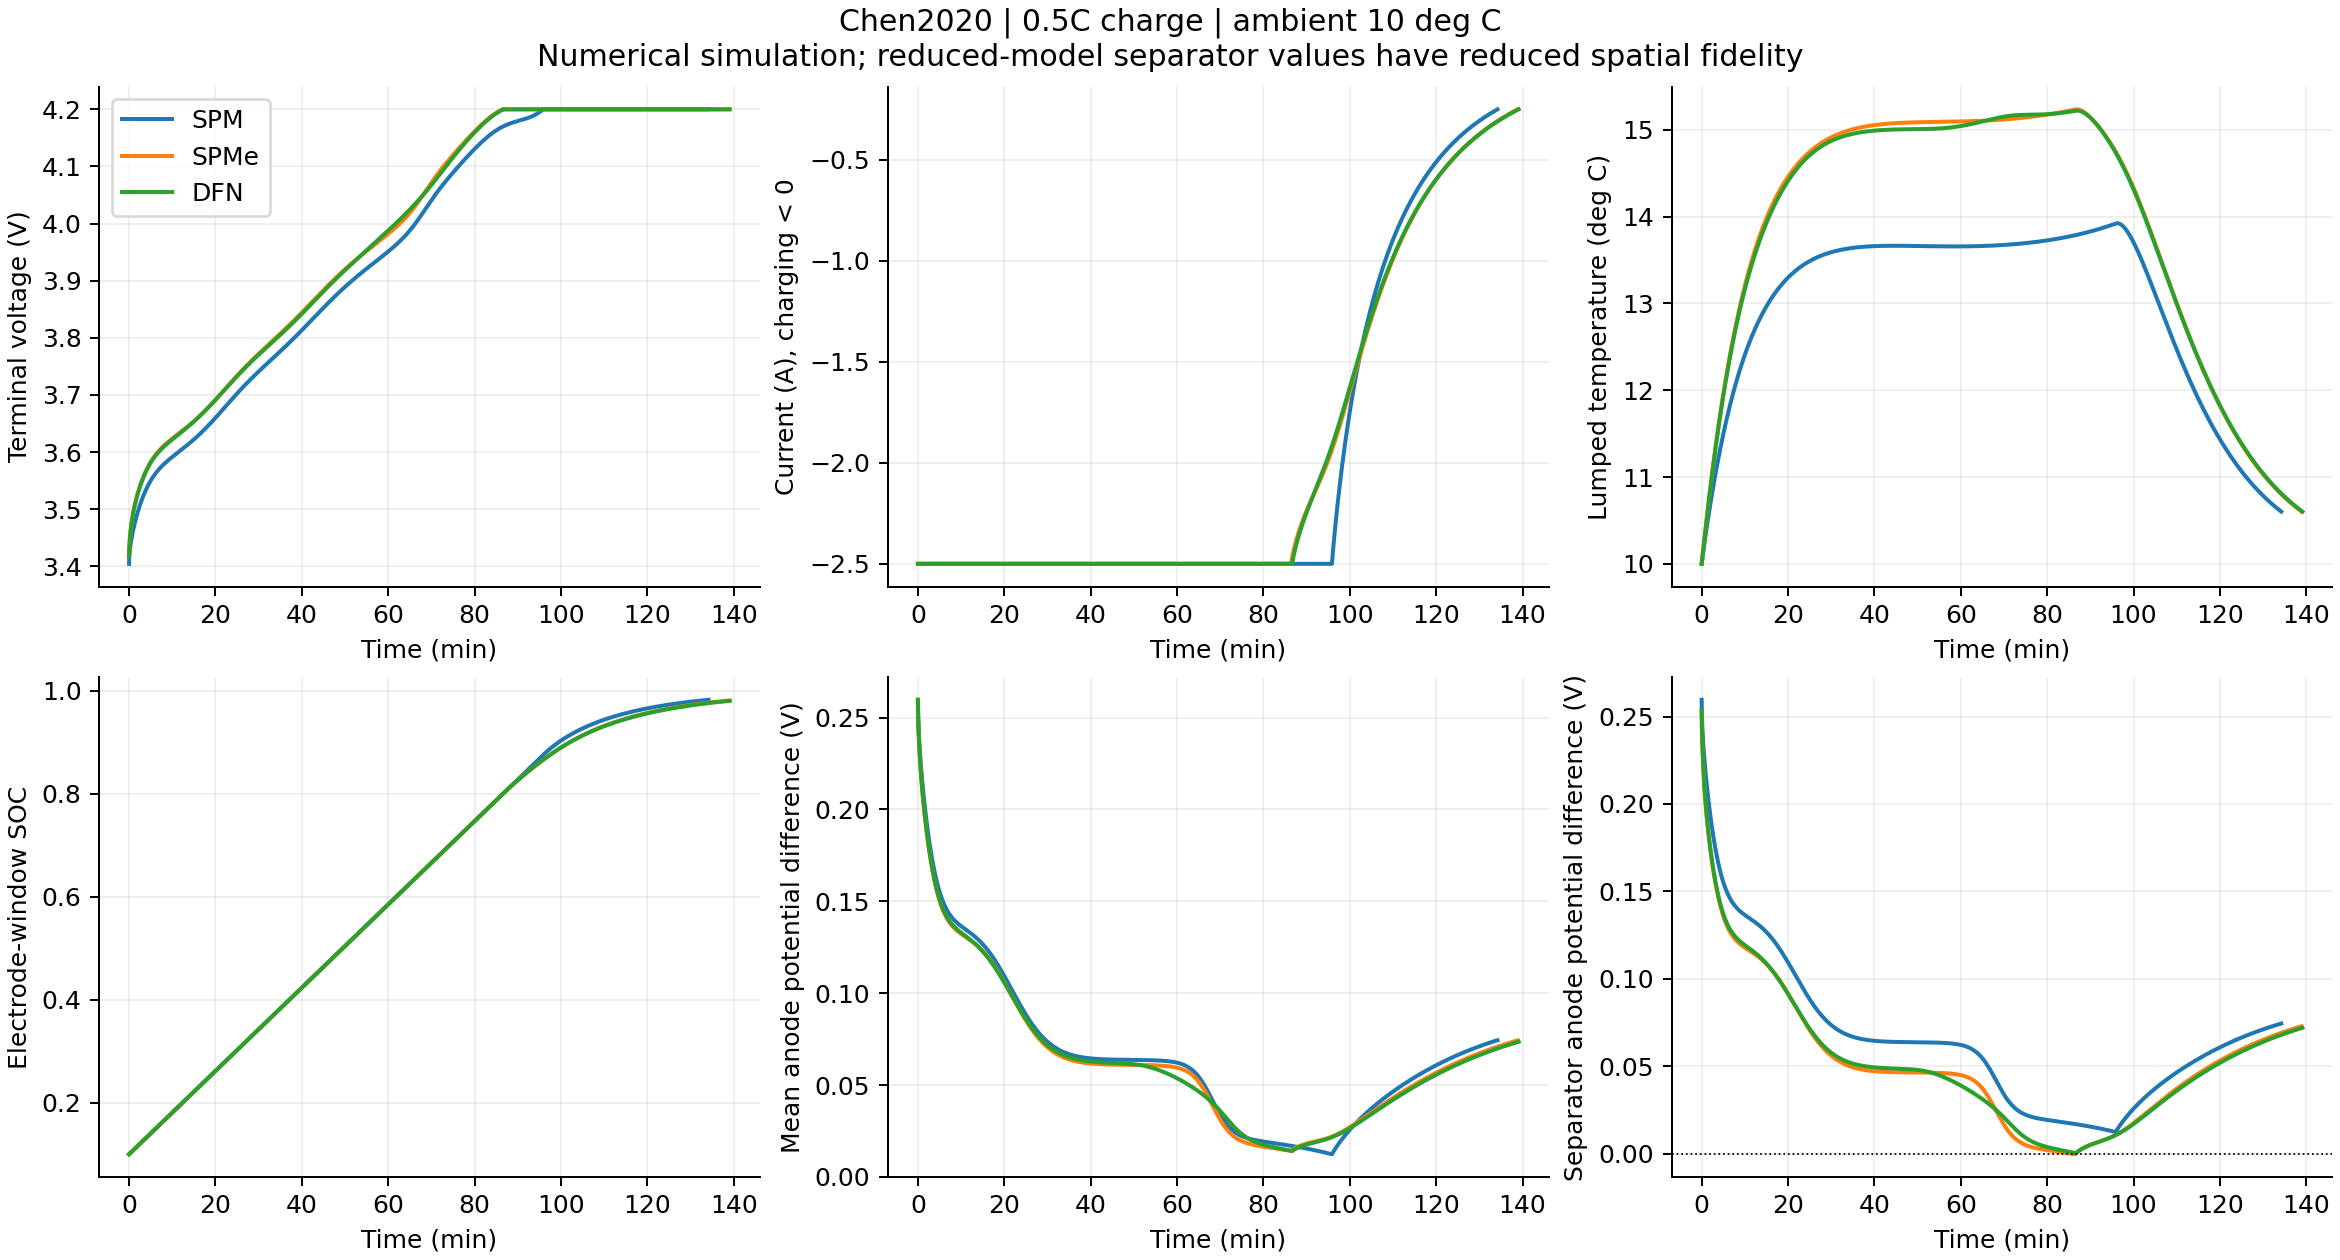 Chen2020 | 0.5C charge | ambient 10 deg C
Numerical simulation; reduced-model separator values have reduced spatial fidelity
Terminal voltage (V)
4.2
4.1
4.0
3.9
3.8
3.7
3.6
3.5
3.4
SPM
SPMe
DFN
0 20 40 60 80 100 120 140
Time (min)
Current (A), charging < 0
−0.5
−1.0
−1.5
−2.0
−2.5
0 20 40 60 80 100 120 140
Time (min)
Lumped temperature (deg C)
15
14
13
12
11
10
0 20 40 60 80 100 120 140
Time (min)
Electrode-window SOC
1.0
0.8
0.6
0.4
0.2
0 20 40 60 80 100 120 140
Time (min)
Mean anode potential difference (V)
0.25
0.20
0.15
0.10
0.05
0.00
0 20 40 60 80 100 120 140
Time (min)
Separator anode potential difference (V)
0.25
0.20
0.15
0.10
0.05
0.00
0 20 40 60 80 100 120 140
Time (min)